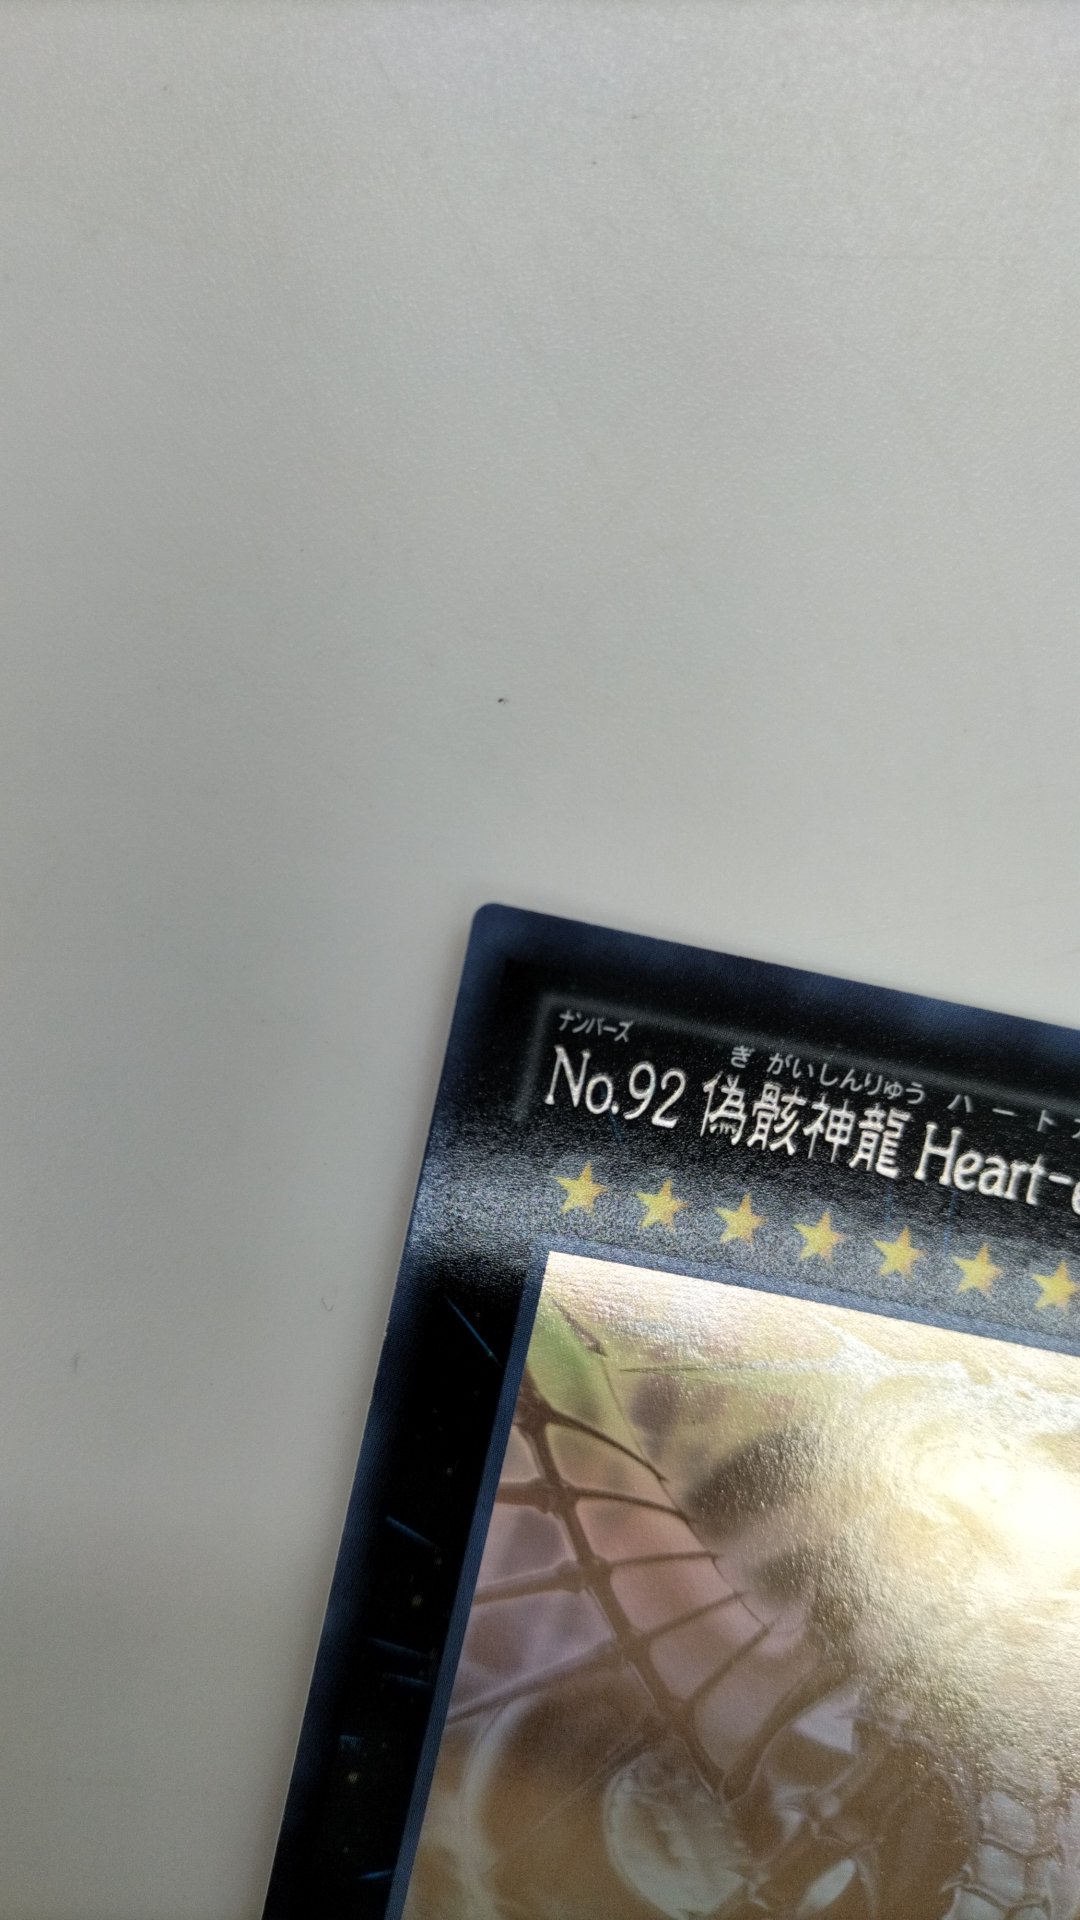 ナンバーズ ぎ がいしんりゅう ハート
No.92 偽骸神龍 Heart-